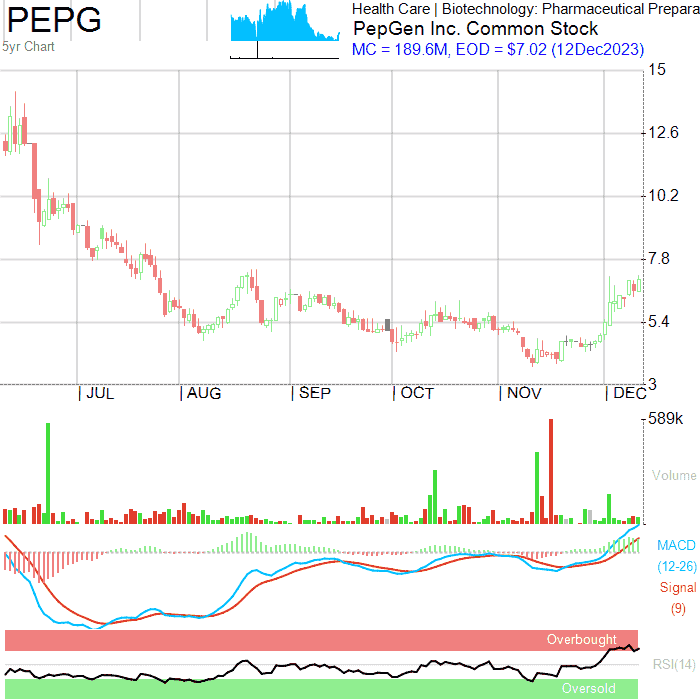 PEPG
5yr Chart
Health Care | Biotechnology: Pharmaceutical Prepara
PepGen Inc. Common Stock
MC = 189.6M, EOD = $7.02 (12Dec2023)
15
12.6
10.2
7.8
5.4
3
| JUL | AUG | SEP | OCT | NOV | DEC
589k
Volume
MACD
(12-26)
Signal
(9)
Overbought
RSI(14)
Oversold